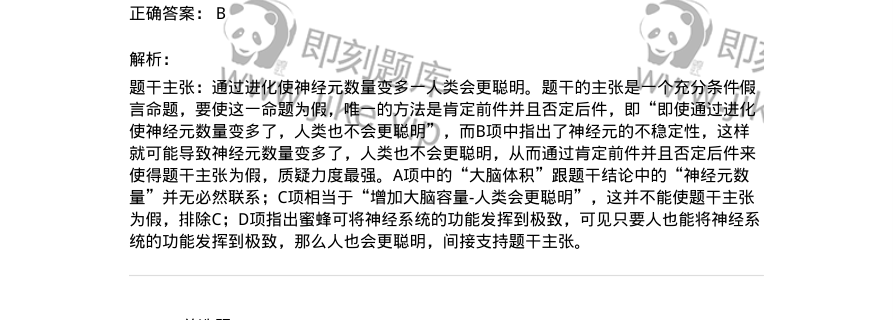 正确答案： B
解析：
题干主张：通过进化使神经元数量变多—人类会更聪明。题干的主张是一个充分条件假
言命题，要使这一命题为假，唯一的方法是肯定前件并且否定后件，即“即使通过进化
使神经元数量变多了，人类也不会更聪明”，而B项中指出了神经元的不稳定性，这样
就可能导致神经元数量变多了，人类也不会更聪明，从而通过肯定前件并且否定后件来
使得题干主张为假，质疑力度最强。A项中的“大脑体积”跟题干结论中的“神经元数
量”并无必然联系；C项相当于“增加大脑容量-人类会更聪明”，这并不能使题干主张
为假，排除C；D项指出蜜蜂可将神经系统的功能发挥到极致，可见只要人也能将神经系
统的功能发挥到极致，那么人也会更聪明，间接支持题干主张。
即刻题库
www.jike.vip
即刻题库